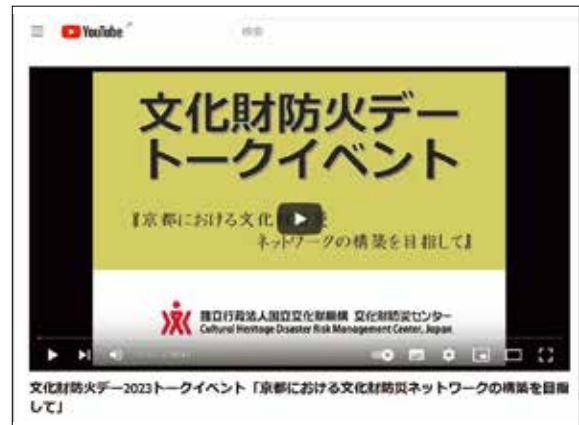 YouTube
JP
検索
文化財防火デー
トークイベント
『京都における文化
ネットワークの構築を目指して』
独立行政法人国立文化財機構 文化財防災センター
Cultural Heritage Disaster Risk Management Center, Japan
文化財防火デー2023トークイベント「京都における文化財防災ネットワークの構築を目指
して」